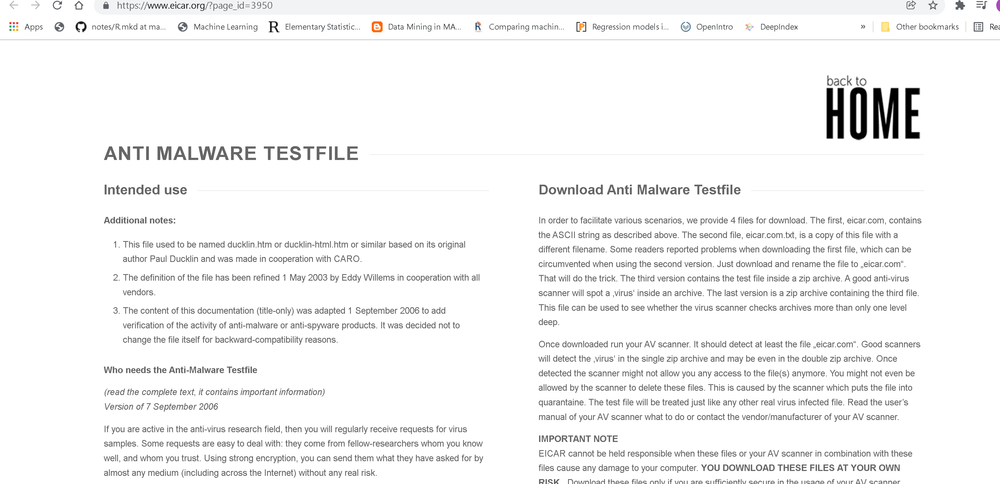 https://www.eicar.org/?page_id=3950
Apps
notes/R.mkd at ma...
Machine Learning
R Elementary Statistic...
Data Mining in MA...
Comparing machin...
Regression models i...
OpenIntro
DeepIndex
»
Other bookmarks
back to
HOME
ANTI MALWARE TESTFILE
Intended use
Additional notes:
1. This file used to be named ducklin.htm or ducklin-html.htm or similar based on its original
author Paul Ducklin and was made in cooperation with CARO.
2. The definition of the file has been refined 1 May 2003 by Eddy Willems in cooperation with all
vendors.
3. The content of this documentation (title-only) was adapted 1 September 2006 to add
verification of the activity of anti-malware or anti-spyware products. It was decided not to
change the file itself for backward-compatibility reasons.
Who needs the Anti-Malware Testfile
(read the complete text, it contains important information)
Version of 7 September 2006
If you are active in the anti-virus research field, then you will regularly receive requests for virus
samples. Some requests are easy to deal with: they come from fellow-researchers whom you know
well, and whom you trust. Using strong encryption, you can send them what they have asked for by
almost any medium (including across the Internet) without any real risk.
Download Anti Malware Testfile
In order to facilitate various scenarios, we provide 4 files for download. The first, eicar.com, contains
the ASCII string as described above. The second file, eicar.com.txt, is a copy of this file with a
different filename. Some readers reported problems when downloading the first file, which can be
circumvented when using the second version. Just download and rename the file to „eicar.com“.
That will do the trick. The third version contains the test file inside a zip archive. A good anti-virus
scanner will spot a ‚virus‘ inside an archive. The last version is a zip archive containing the third file.
This file can be used to see whether the virus scanner checks archives more than only one level
deep.
Once downloaded run your AV scanner. It should detect at least the file „eicar.com“. Good scanners
will detect the ‚virus‘ in the single zip archive and may be even in the double zip archive. Once
detected the scanner might not allow you any access to the file(s) anymore. You might not even be
allowed by the scanner to delete these files. This is caused by the scanner which puts the file into
quarantaine. The test file will be treated just like any other real virus infected file. Read the user’s
manual of your AV scanner what to do or contact the vendor/manufacturer of your AV scanner.
IMPORTANT NOTE
EICAR cannot be held responsible when these files or your AV scanner in combination with these
files cause any damage to your computer. YOU DOWNLOAD THESE FILES AT YOUR OWN
RISK. Download these files only if you are sufficiently secure in the usage of your AV scanner.